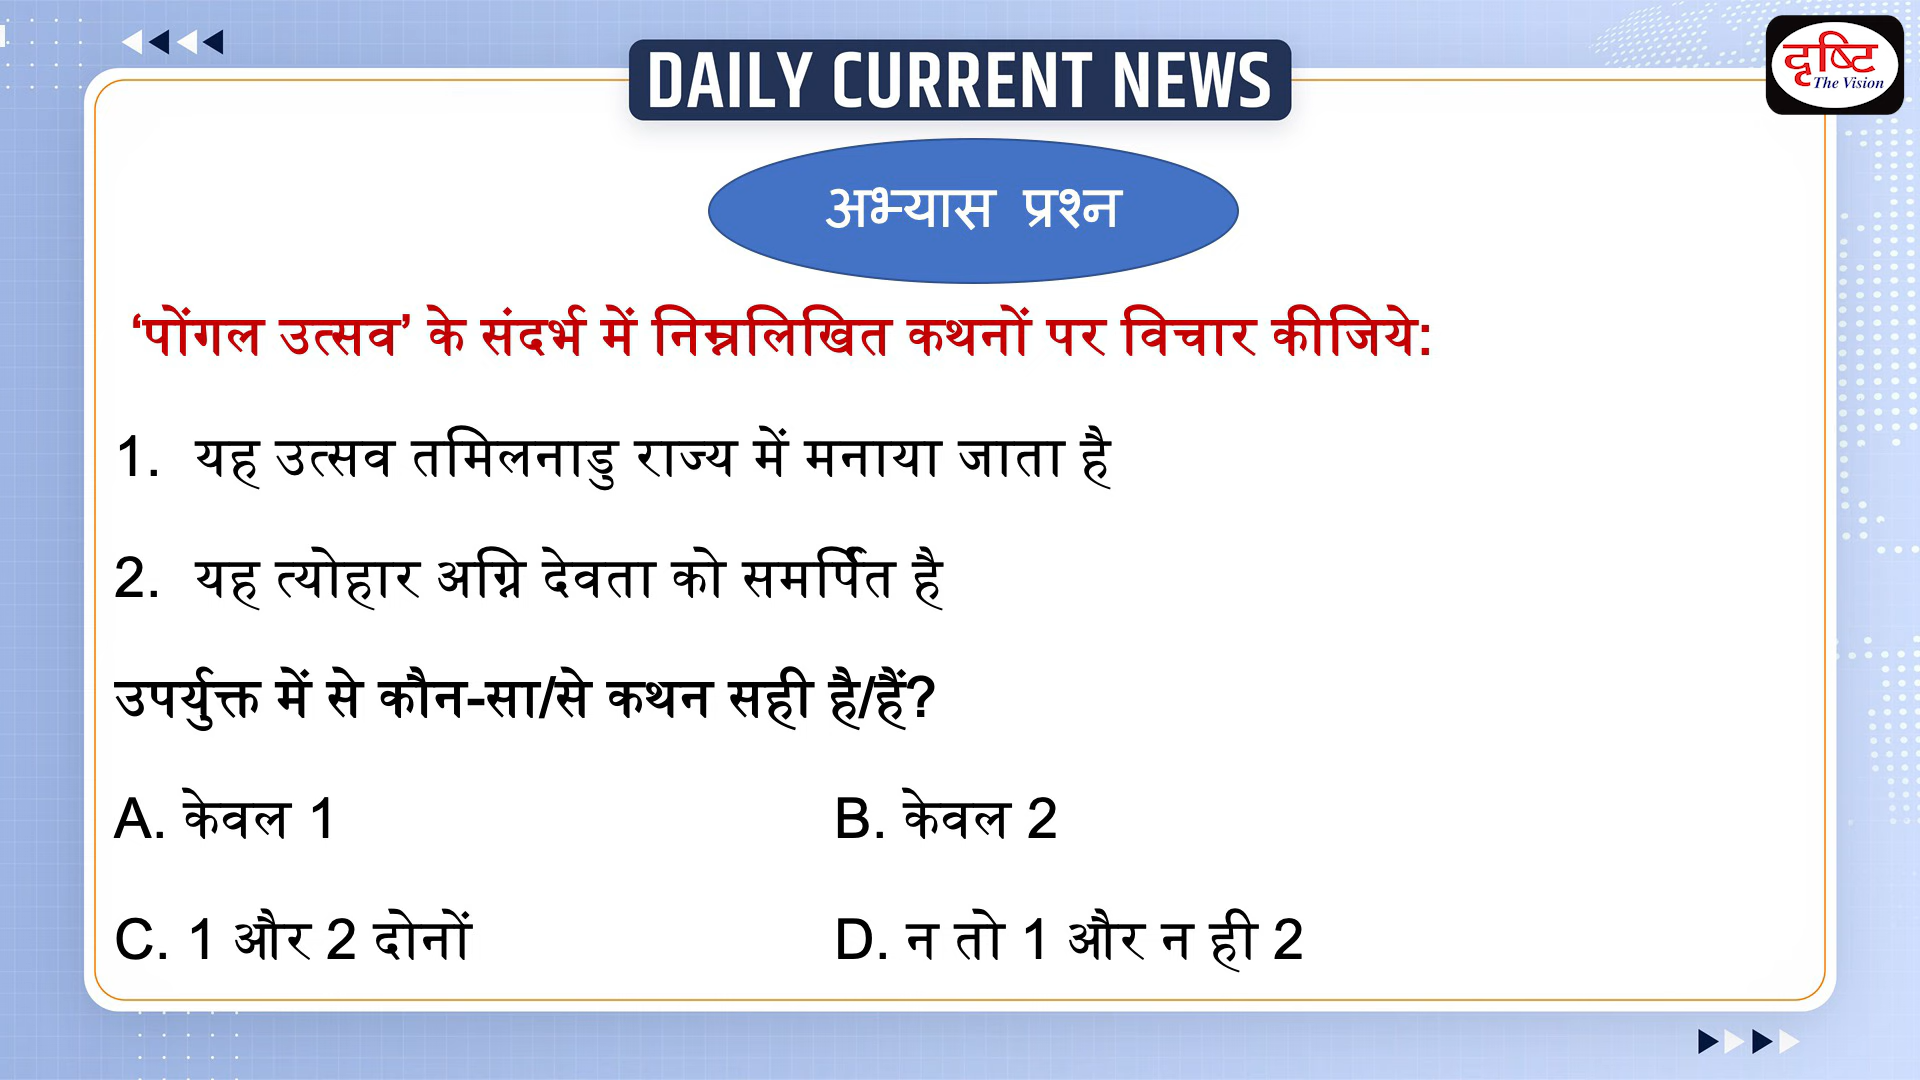 DAILY CURRENT NEWS
दृष्टि
The Vision
अभ्यास प्रश्न
‘पोंगल उत्सव’ के संदर्भ में निम्नलिखित कथनों पर विचार कीजिये:
1. यह उत्सव तमिलनाडु राज्य में मनाया जाता है
2. यह त्योहार अग्नि देवता को समर्पित है
उपर्युक्त में से कौन-सा/से कथन सही है/हैं?
A. केवल 1 B. केवल 2
C. 1 और 2 दोनों D. न तो 1 और न ही 2